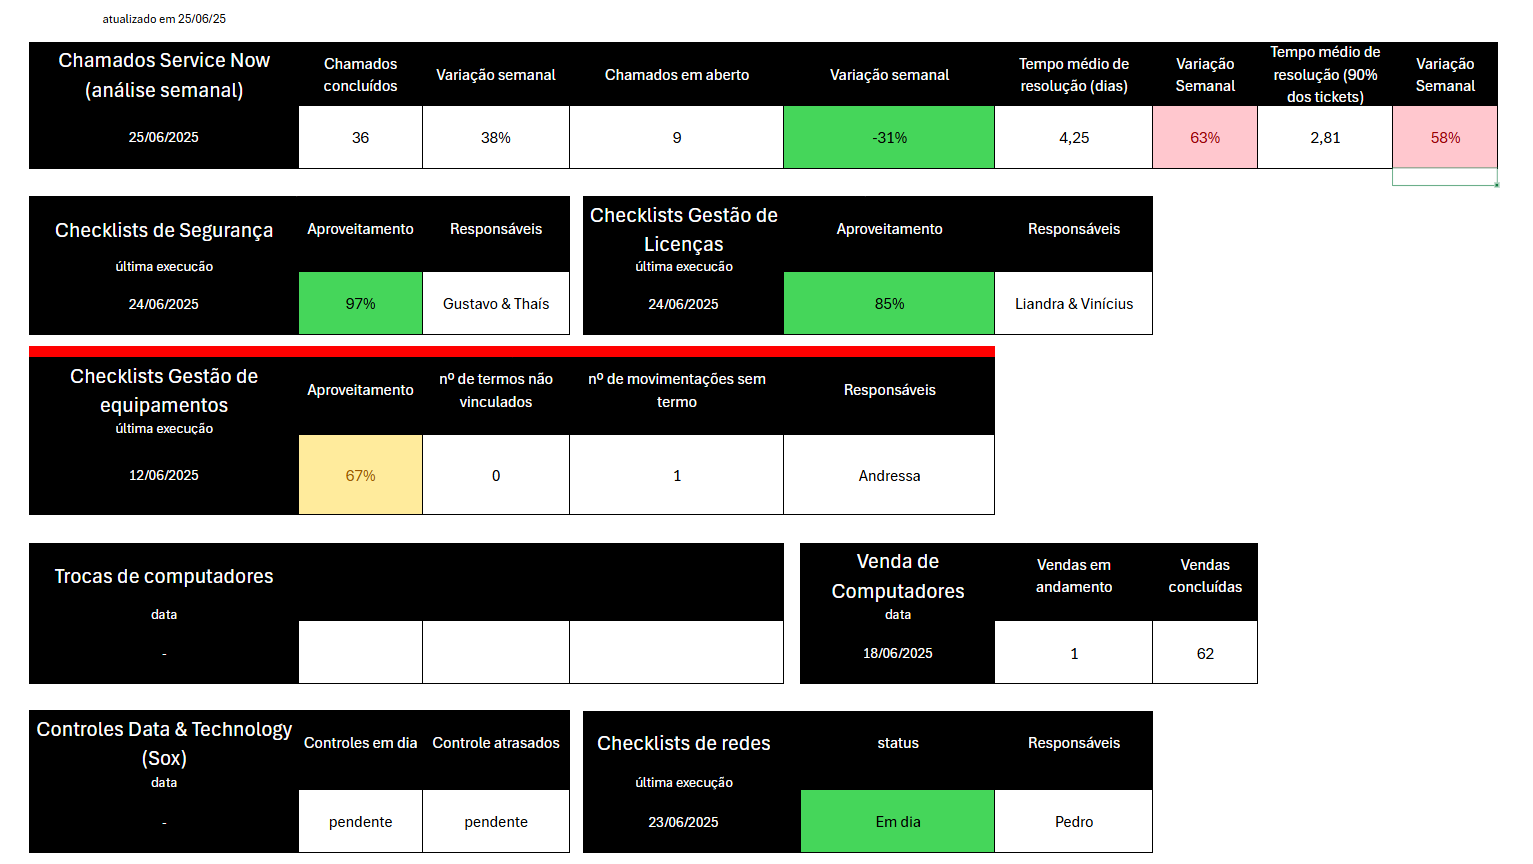 atualizado em 25/06/25
Chamados Service Now
(análise semanal)
Chamados
concluídos
Variação semanal
Chamados em aberto
Variação semanal
Tempo médio de
resolução (dias)
Variação
Semanal
Tempo médio de
resolução (90%
dos tickets)
Variação
Semanal
25/06/2025
36
38%
9
-31%
4,25
63%
2,81
58%
Checklists de Segurança
última execução
Aproveitamento
Responsáveis
24/06/2025
97%
Gustavo & Thaís
Checklists Gestão de
Licenças
última execução
Aproveitamento
Responsáveis
24/06/2025
85%
Liandra & Vinícius
Checklists Gestão de
equipamentos
última execução
Aproveitamento
nº de termos não
vinculados
nº de movimentações sem
termo
Responsáveis
12/06/2025
67%
0
1
Andressa
Trocas de computadores
data
-
Venda de
Computadores
data
Vendas em
andamento
Vendas
concluídas
18/06/2025
1
62
Controles Data & Technology
(Sox)
data
Controles em dia
Controle atrasados
-
pendente
pendente
Checklists de redes
última execução
status
Responsáveis
23/06/2025
Em dia
Pedro